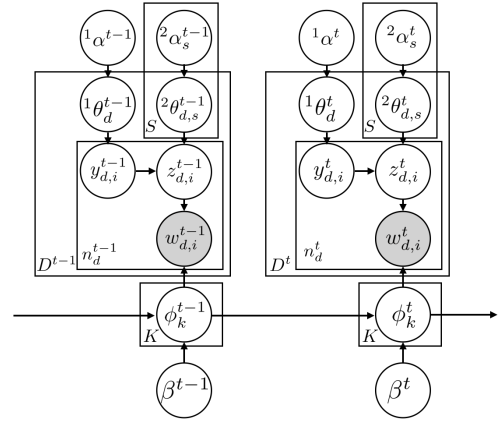 ¹α^{t−1} ²α_s^{t−1} ¹α^t ²α_s^t
¹θ_d^{t−1} ²θ_{d,s}^{t−1} ¹θ_d^t ²θ_{d,s}^t
S S
y_{d,i}^{t−1} z_{d,i}^{t−1} y_{d,i}^t z_{d,i}^t
w_{d,i}^{t−1} w_{d,i}^t
D^{t−1} n_d^{t−1} D^t n_d^t
φ_k^{t−1} φ_k^t
K K
β^{t−1} β^t